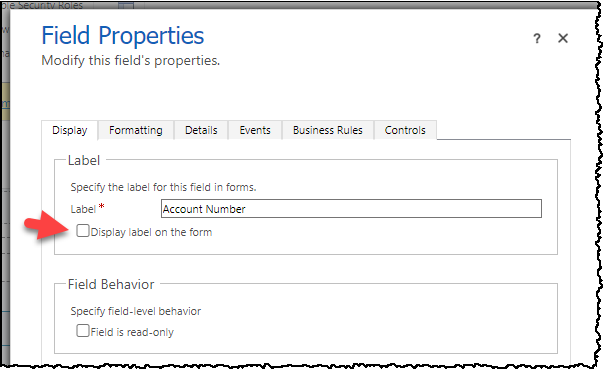 ble Security Roles
Field Properties
? ×
Modify this field's properties.
Display Formatting Details Events Business Rules Controls
Label
Specify the label for this field in forms.
Label * Account Number
Display label on the form
Field Behavior
Specify field-level behavior
Field is read-only